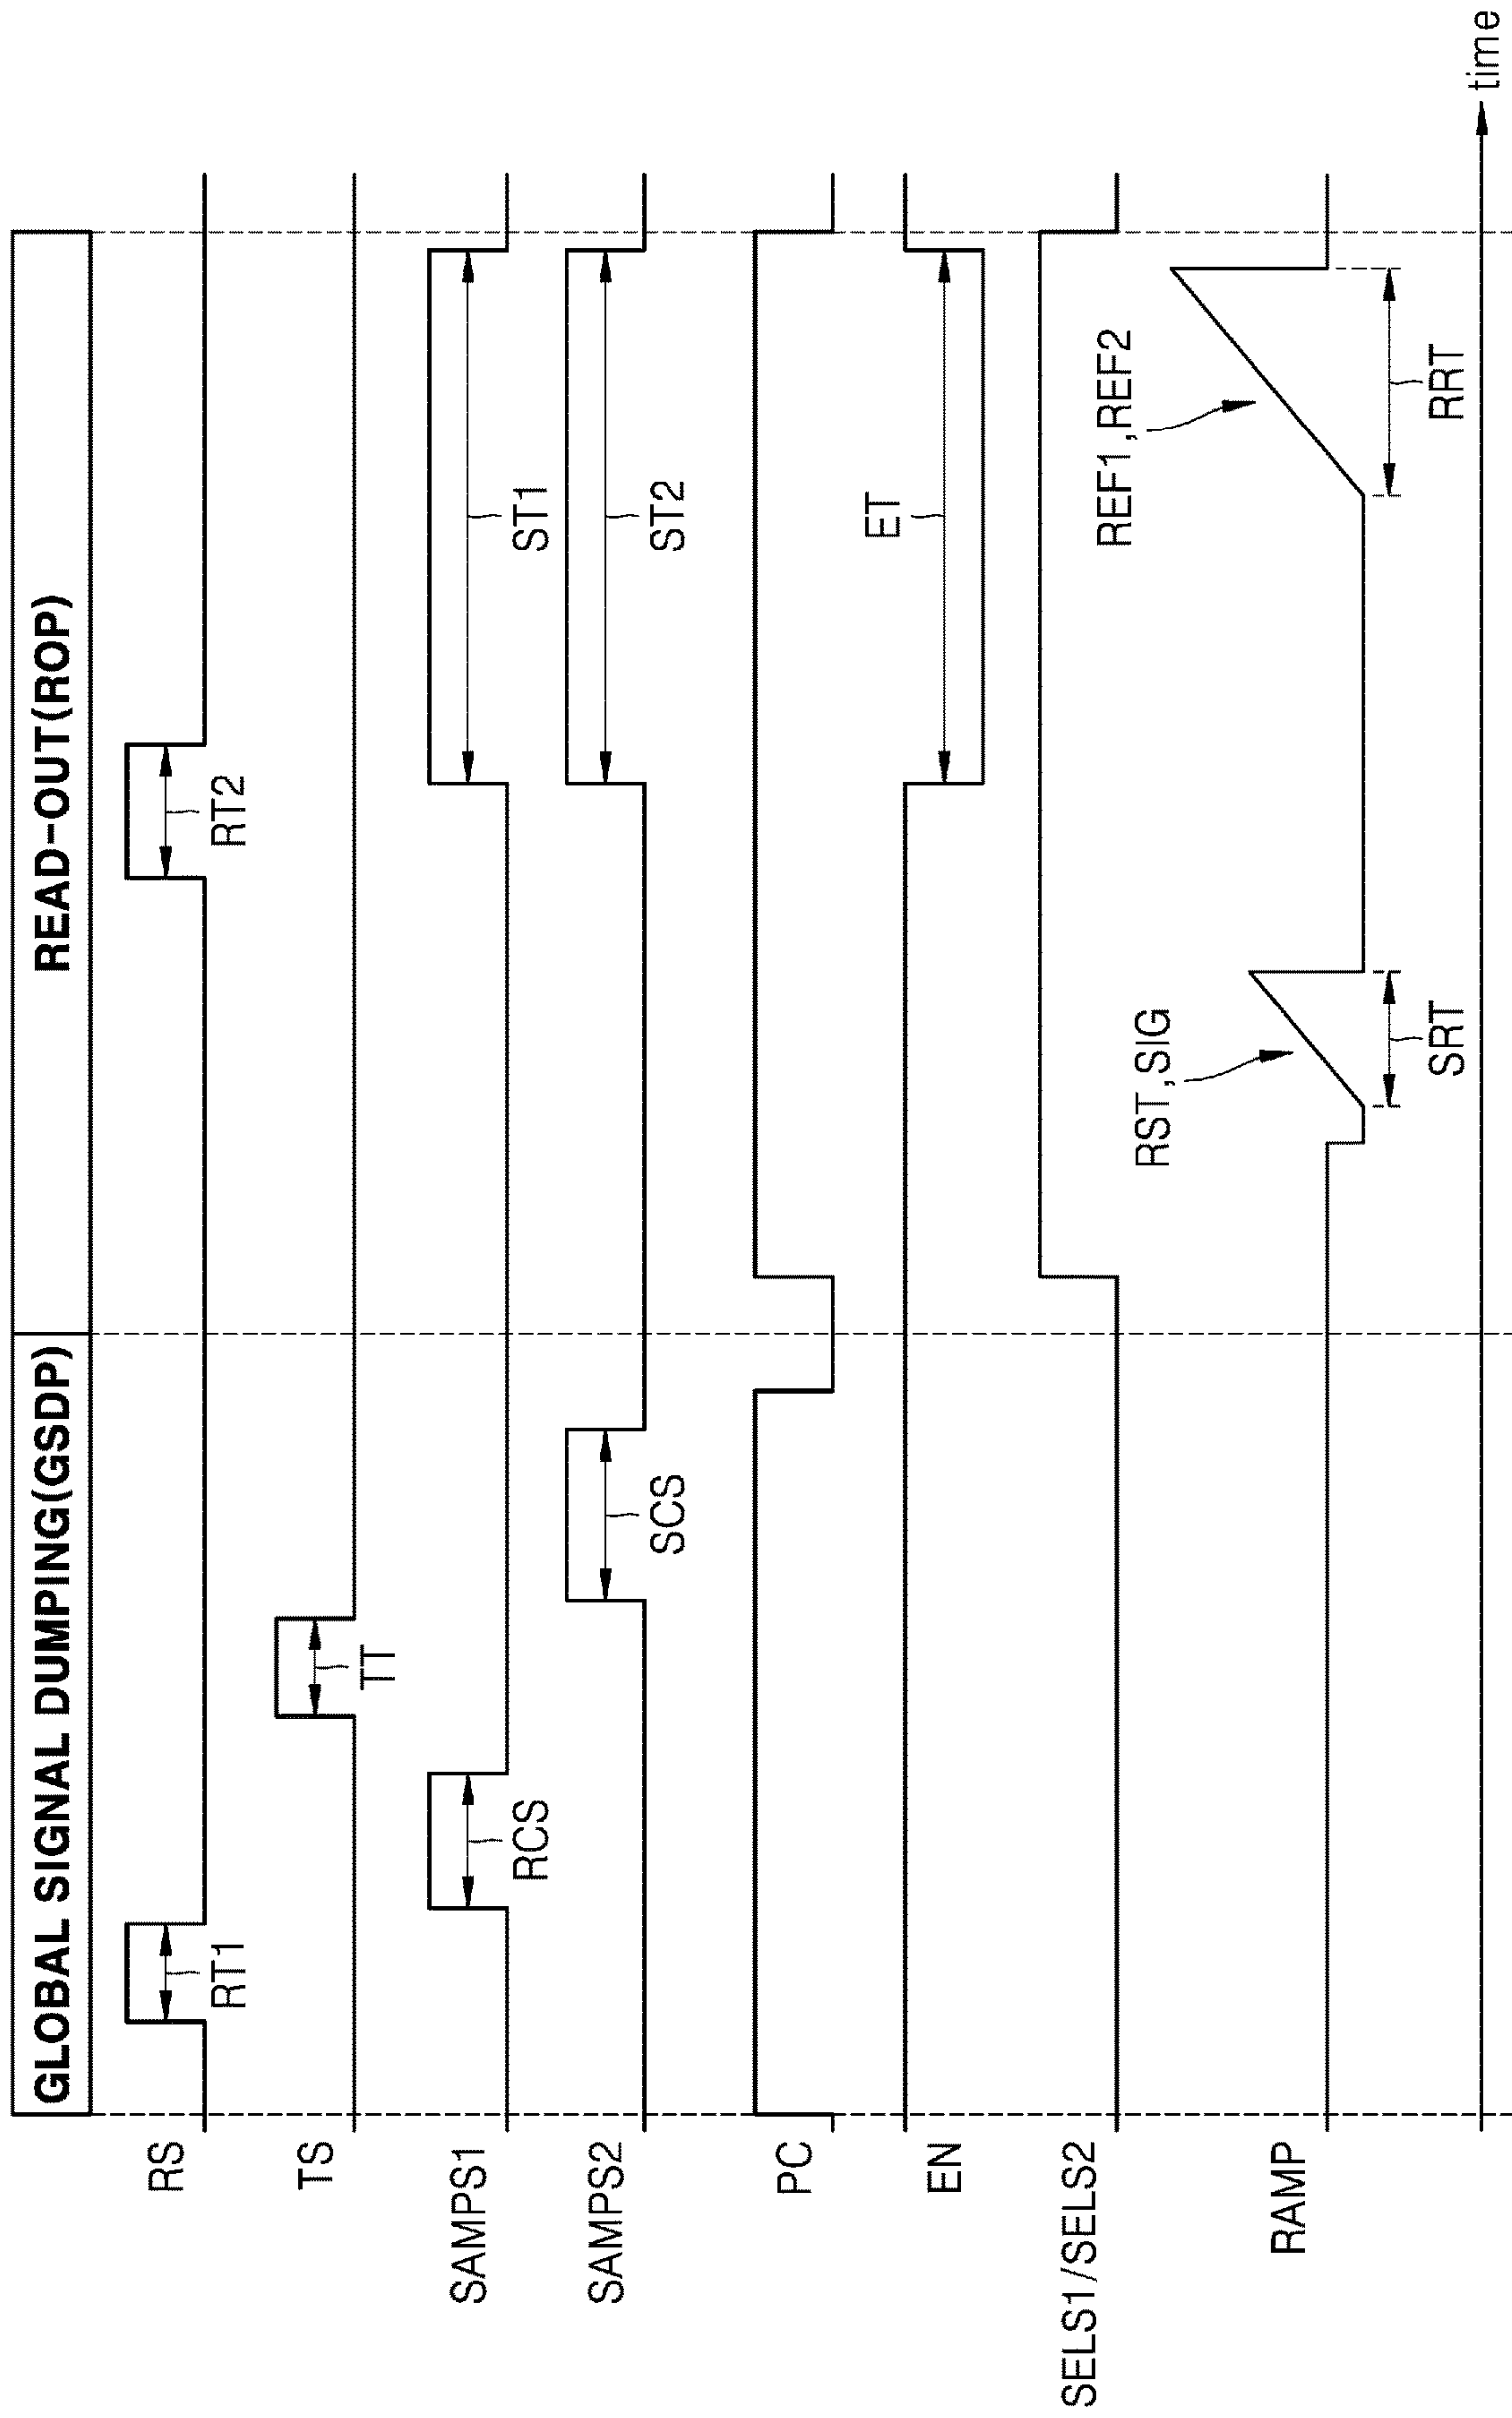 GLOBAL SIGNAL DUMPING(GSDP)
READ-OUT(ROP)
RS
RT1
RT2
TS
TT
SAMPS1
RCS
ST1
SAMPS2
SCS
ST2
PC
EN
ET
SELS1/SELS2
RAMP
RST,SIG
SRT
REF1,REF2
RRT
time